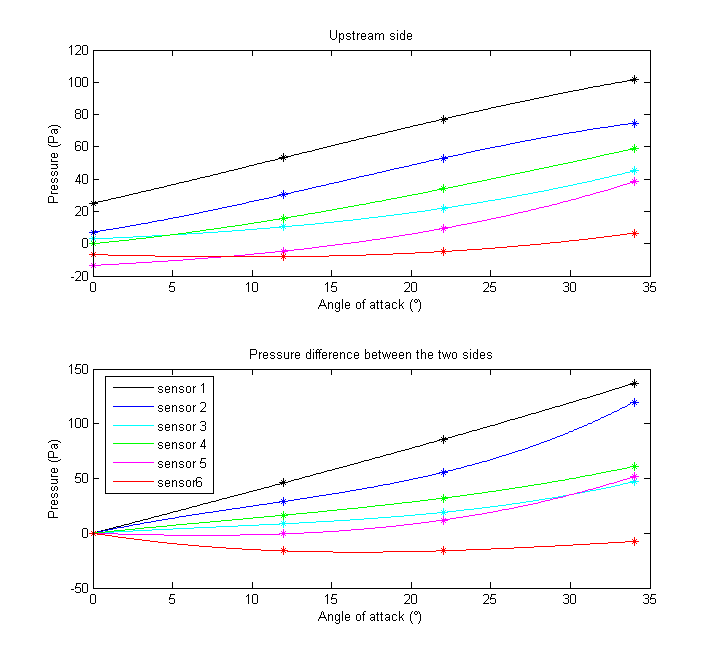 Upstream side
120
100
80
60
40
20
0
-20
Pressure (Pa)
0 5 10 15 20 25 30 35
Angle of attack (°)
Pressure difference between the two sides
150
100
50
0
-50
Pressure (Pa)
sensor 1
sensor 2
sensor 3
sensor 4
sensor 5
sensor6
0 5 10 15 20 25 30 35
Angle of attack (°)